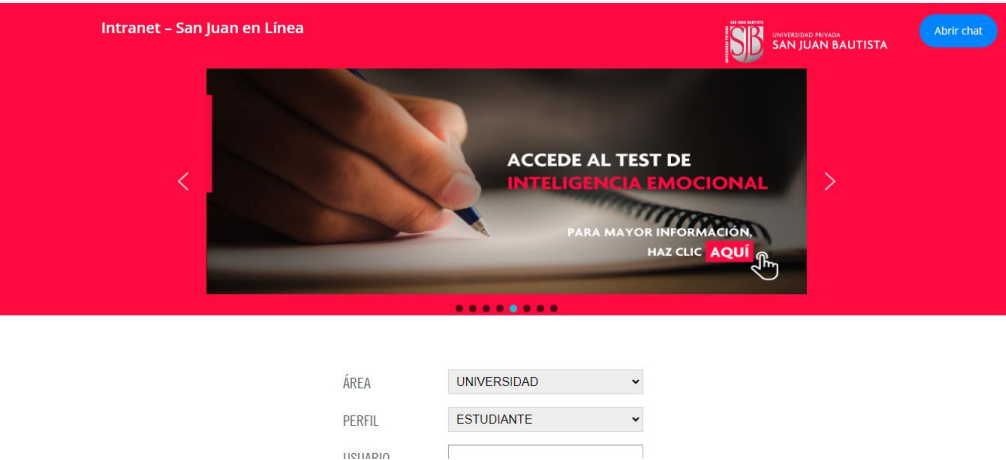 Intranet – San Juan en Línea
UNIVERSIDAD PRIVADA
SAN JUAN BAUTISTA
Abrir chat
ACCEDE AL TEST DE
INTELIGENCIA EMOCIONAL
PARA MAYOR INFORMACIÓN,
HAZ CLIC AQUÍ
ÁREA UNIVERSIDAD
PERFIL ESTUDIANTE
USUARIO